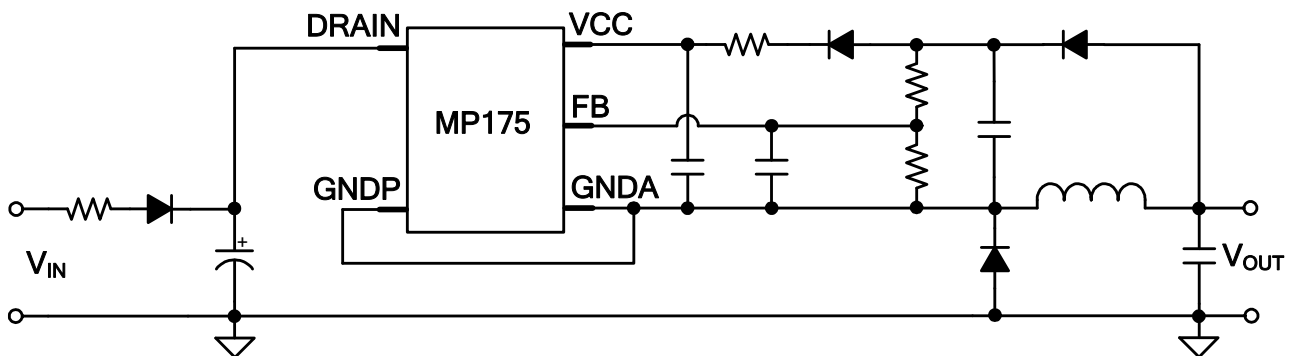 DRAIN
VCC
MP175
FB
GNDP
GNDA
VIN
+
VOUT